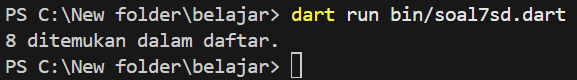 PS C:\New folder\belajar> dart run bin/soal7sd.dart
8 ditemukan dalam daftar.
PS C:\New folder\belajar>